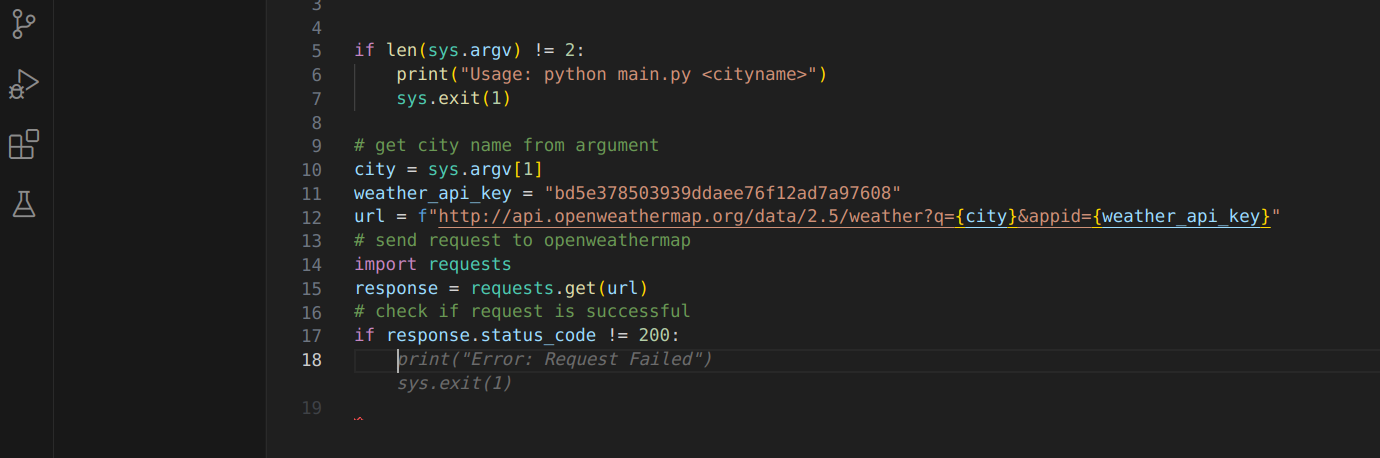 3
4
5 if len(sys.argv) != 2:
6 print("Usage: python main.py <cityname>")
7 sys.exit(1)
8
9 # get city name from argument
10 city = sys.argv[1]
11 weather_api_key = "bd5e378503939ddaee76f12ad7a97608"
12 url = f"http://api.openweathermap.org/data/2.5/weather?q={city}&appid={weather_api_key}"
13 # send request to openweathermap
14 import requests
15 response = requests.get(url)
16 # check if request is successful
17 if response.status_code != 200:
18 print("Error: Request Failed")
sys.exit(1)
19